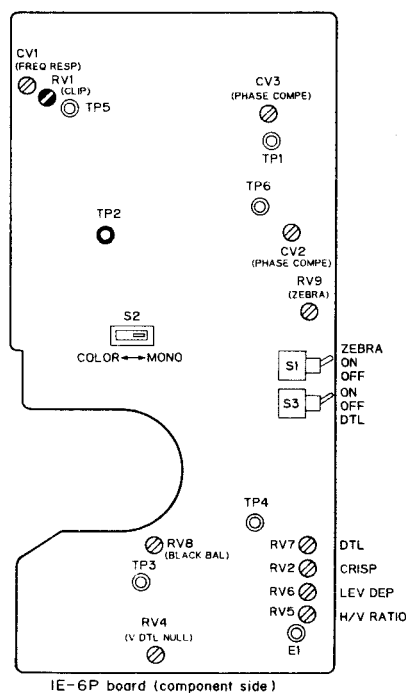 CV1
(FREQ RESP)
RV1
(CLIP)
TP5
CV3
(PHASE COMPE)
TP1
TP6
TP2
CV2
(PHASE COMPE)
RV9
(ZEBRA)
S2
COLOR ↔ MONO
S1
ZEBRA
ON
OFF
S3
ON
OFF
DTL
TP4
RV8
(BLACK BAL)
TP3
RV7 DTL
RV2 CRISP
RV6 LEV DEP
RV5 H/V RATIO
E1
RV4
(V DTL NULL)
IE-6P board (component side)